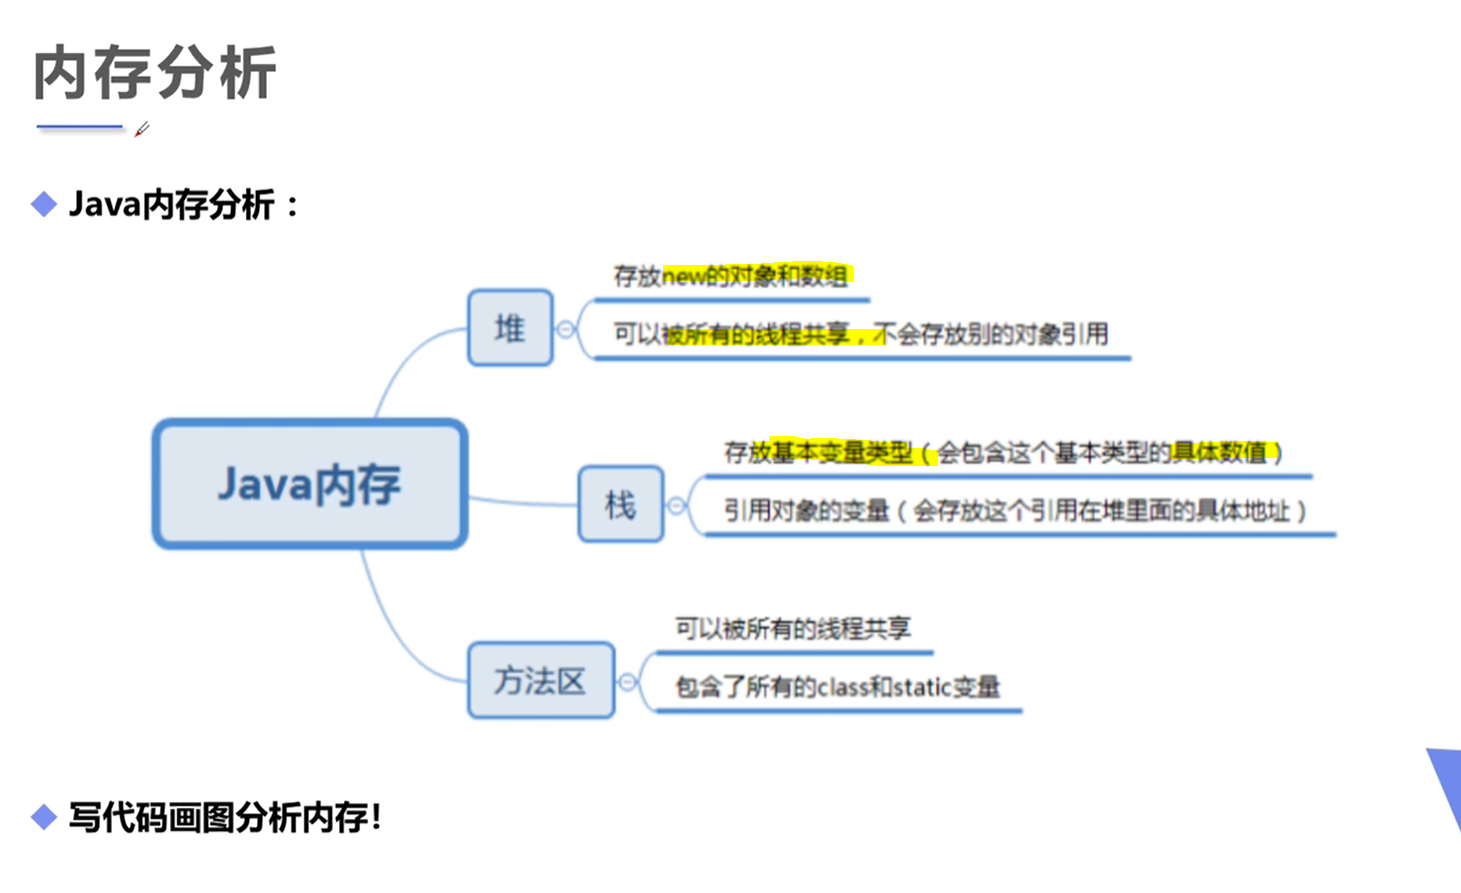 内存分析
Java内存分析：
存放new的对象和数组
堆
可以被所有的线程共享，不会存放别的对象引用
存放基本变量类型（会包含这个基本类型的具体数值）
Java内存
栈
引用对象的变量（会存放这个引用在堆里面的具体地址）
可以被所有的线程共享
方法区
包含了所有的class和static变量
写代码画图分析内存！